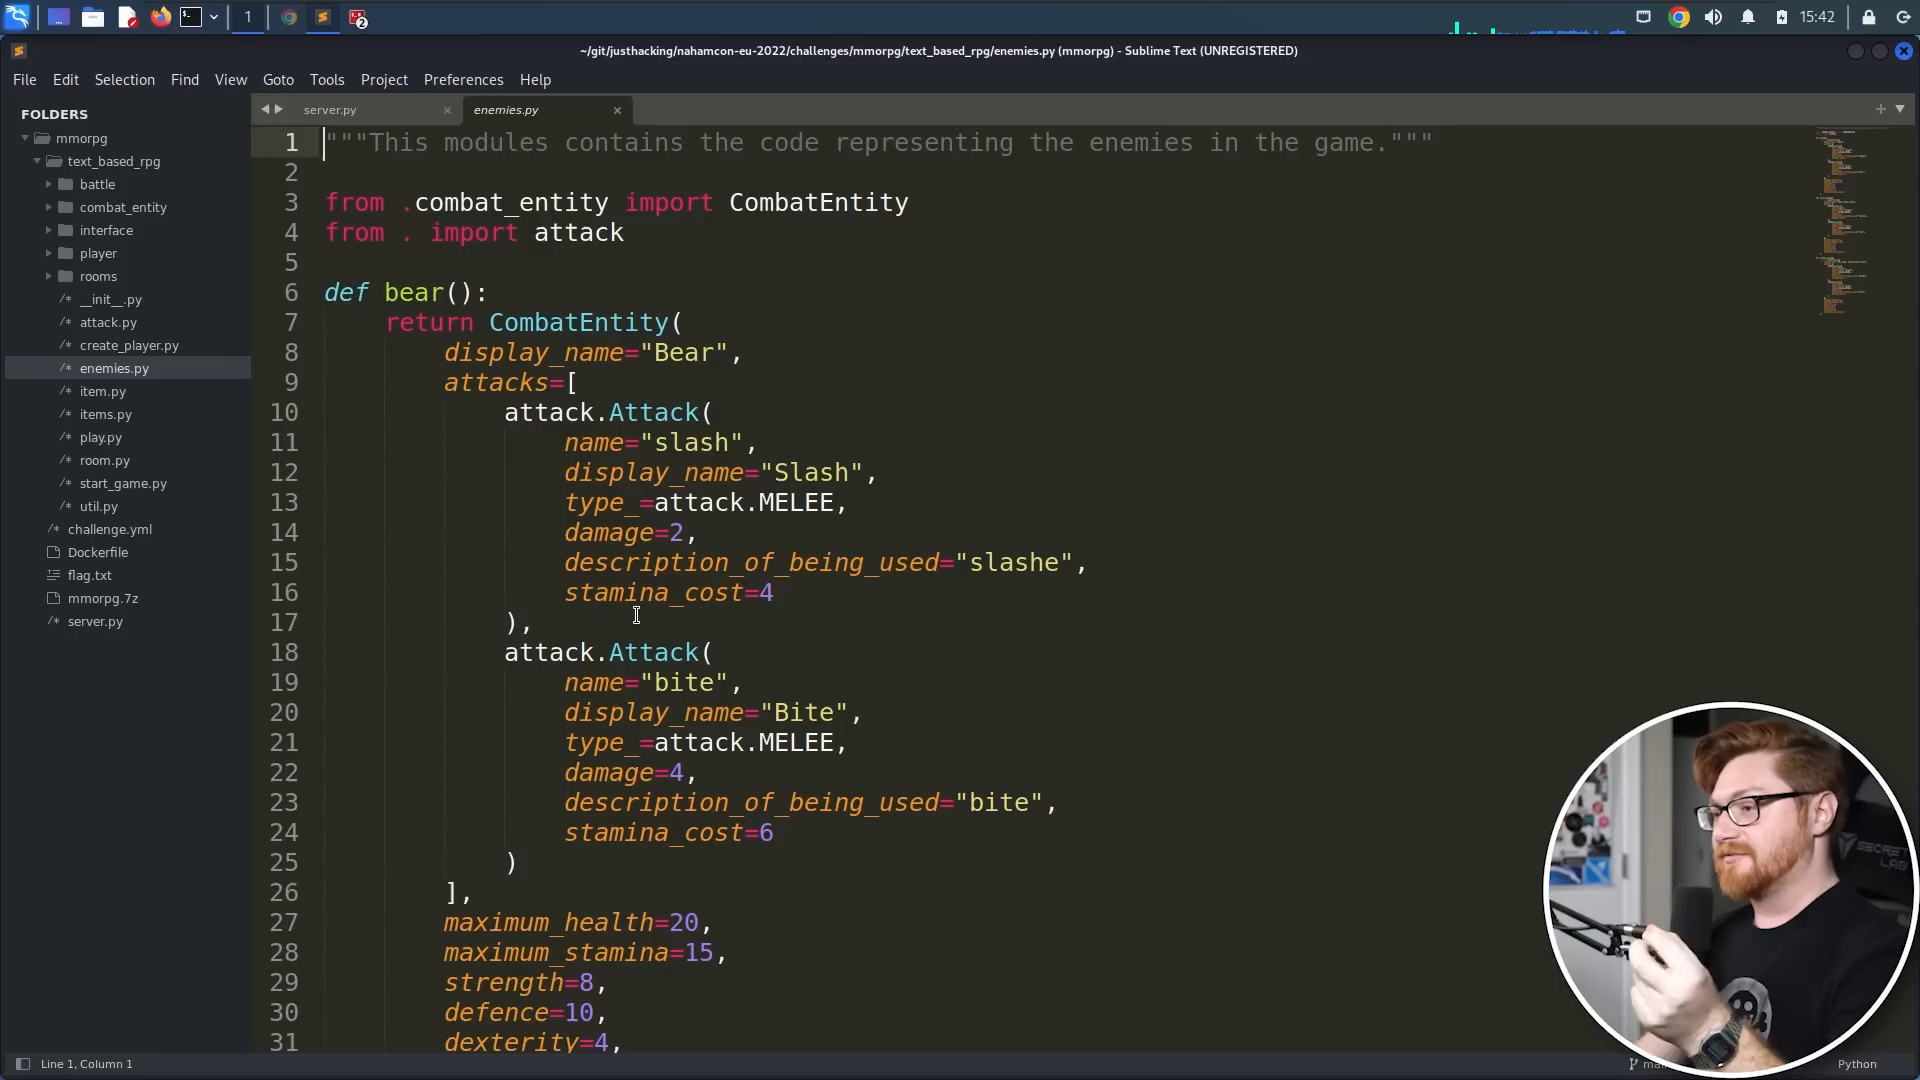 1
2
15:42
~/git/justhacking/nahamcon-eu-2022/challenges/mmorpg/text_based_rpg/enemies.py (mmorpg) - Sublime Text (UNREGISTERED)
File Edit Selection Find View Goto Tools Project Preferences Help
FOLDERS
mmorpg
text_based_rpg
battle
combat_entity
interface
player
rooms
/* __init__.py
/* attack.py
/* create_player.py
/* enemies.py
/* item.py
/* items.py
/* play.py
/* room.py
/* start_game.py
/* util.py
/* challenge.yml
Dockerfile
flag.txt
mmorpg.7z
/* server.py
server.py × enemies.py ×
1 """This modules contains the code representing the enemies in the game."""
2
3 from .combat_entity import CombatEntity
4 from . import attack
5
6 def bear():
7 return CombatEntity(
8 display_name="Bear",
9 attacks=[
10 attack.Attack(
11 name="slash",
12 display_name="Slash",
13 type_=attack.MELEE,
14 damage=2,
15 description_of_being_used="slashe",
16 stamina_cost=4
17 ),
18 attack.Attack(
19 name="bite",
20 display_name="Bite",
21 type_=attack.MELEE,
22 damage=4,
23 description_of_being_used="bite",
24 stamina_cost=6
25 )
26 ],
27 maximum_health=20,
28 maximum_stamina=15,
29 strength=8,
30 defence=10,
31 dexterity=4,
SECRET
LAB
Line 1, Column 1
Python